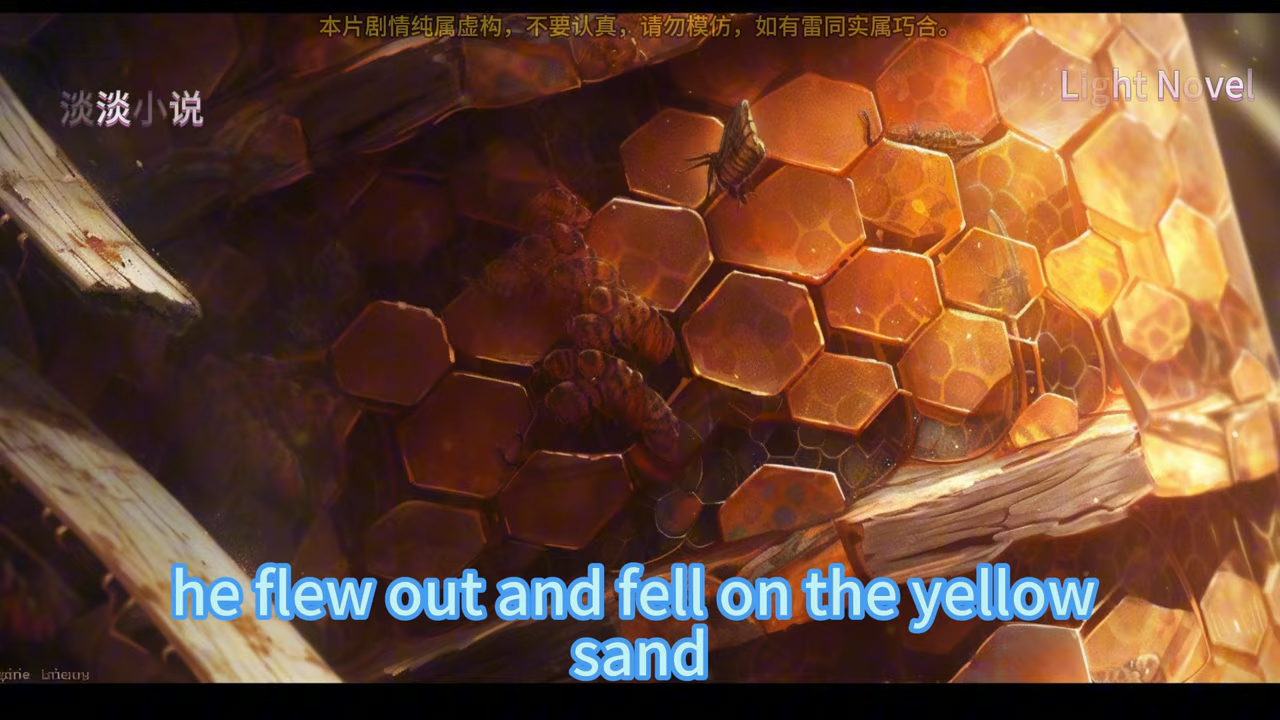 本片剧情纯属虚构，不要认真，请勿模仿，如有雷同实属巧合。
淡淡小说
Light Novel
he flew out and fell on the yellow
sand